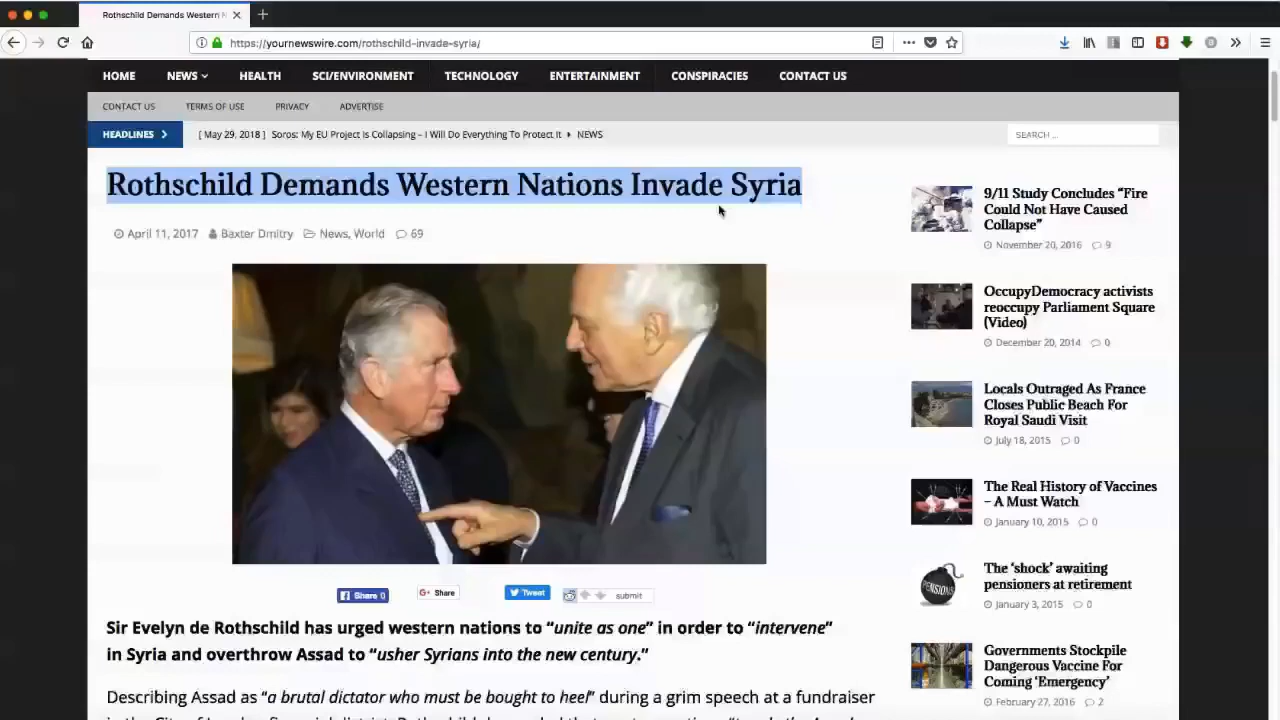 Rothschild Demands Western N
https://yournewswire.com/rothschild-invade-syria/
HOME NEWS HEALTH SCI/ENVIRONMENT TECHNOLOGY ENTERTAINMENT CONSPIRACIES CONTACT US
CONTACT US TERMS OF USE PRIVACY ADVERTISE
HEADLINES [ May 29, 2018 ] Soros: My EU Project Is Collapsing – I Will Do Everything To Protect It NEWS
SEARCH ...
Rothschild Demands Western Nations Invade Syria
April 11, 2017 Baxter Dmitry News, World 69
Share 0 G+ Share Tweet submit
Sir Evelyn de Rothschild has urged western nations to “unite as one” in order to “intervene”
in Syria and overthrow Assad to “usher Syrians into the new century.”
Describing Assad as “a brutal dictator who must be bought to heel” during a grim speech at a fundraiser
9/11 Study Concludes “Fire
Could Not Have Caused
Collapse”
November 20, 2016 9
OccupyDemocracy activists
reoccupy Parliament Square
(Video)
December 20, 2014 0
Locals Outraged As France
Closes Public Beach For
Royal Saudi Visit
July 18, 2015 0
The Real History of Vaccines
– A Must Watch
January 10, 2015 0
PENSIONS
The ‘shock’ awaiting
pensioners at retirement
January 3, 2015 0
Governments Stockpile
Dangerous Vaccine For
Coming ‘Emergency’
February 27, 2016 2